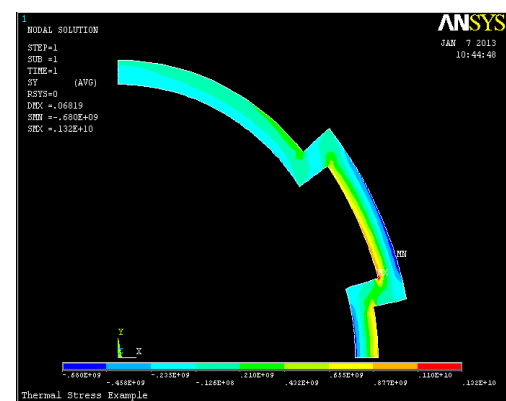 1
NODAL SOLUTION
STEP=1
SUB =1
TIME=1
SY (AVG)
RSYS=0
DMX =.06819
SMN =-.680E+09
SMX =.132E+10
ANSYS
JAN 7 2013
10:44:48
MN
MX
Y
X
-.680E+09 -.235E+09 .210E+09 .655E+09 .110E+10
-.458E+09 -.126E+08 .432E+09 .877E+09 .132E+10
Thermal Stress Example